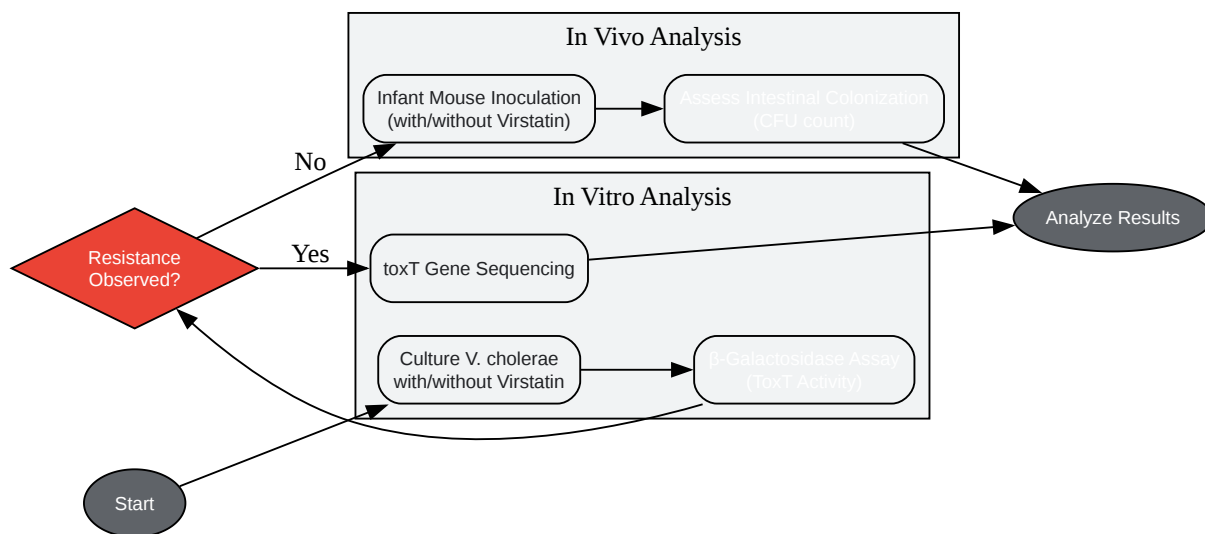 In Vivo Analysis
Infant Mouse Inoculation
(with/without Virstatin)
Assess Intestinal Colonization
(CFU count)
No
In Vitro Analysis
Analyze Results
Resistance
Observed?
Yes
toxT Gene Sequencing
Culture V. cholerae
with/without Virstatin
β-Galactosidase Assay
(ToxT Activity)
Start